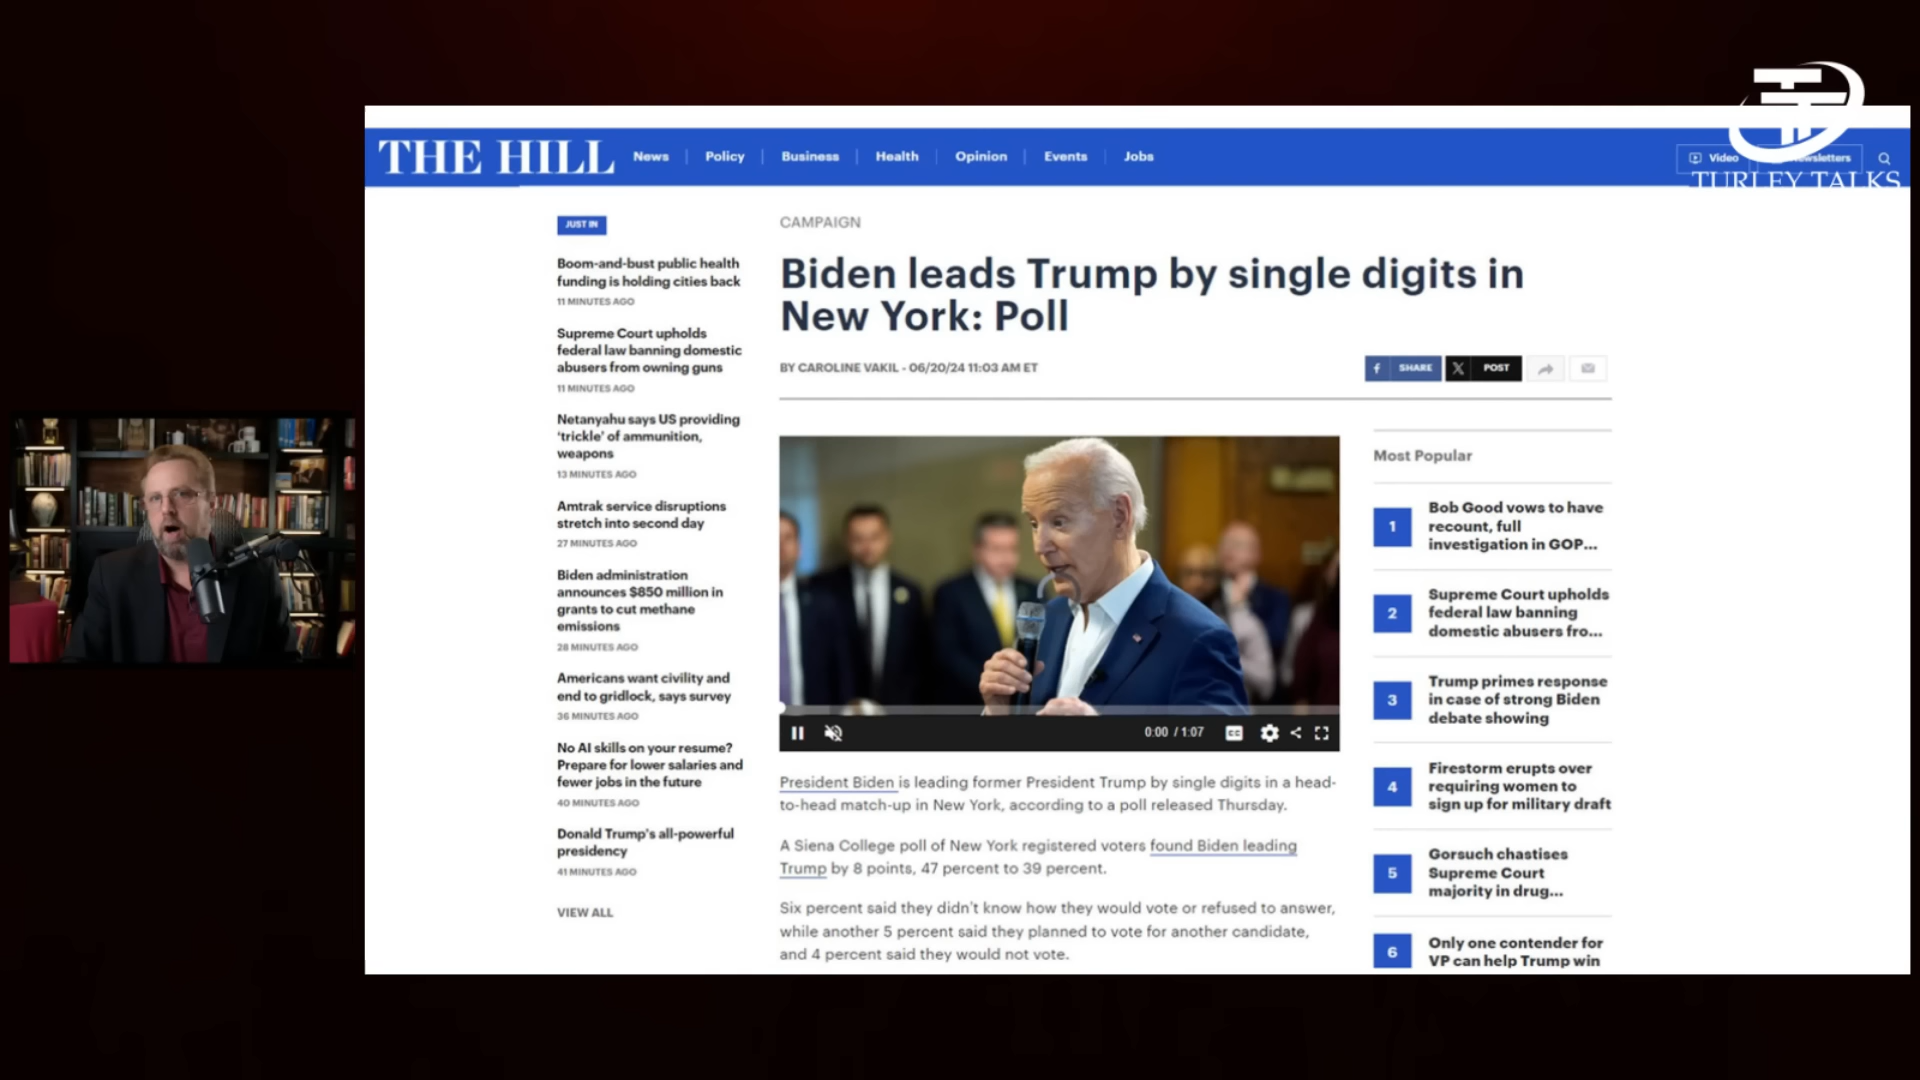 TURLEY TALKS
THE HILL
News
Policy
Business
Health
Opinion
Events
Jobs
Video
JUST IN
Boom-and-bust public health
funding is holding cities back
11 MINUTES AGO
Supreme Court upholds
federal law banning domestic
abusers from owning guns
11 MINUTES AGO
Netanyahu says US providing
‘trickle’ of ammunition,
weapons
13 MINUTES AGO
Amtrak service disruptions
stretch into second day
27 MINUTES AGO
Biden administration
announces $850 million in
grants to cut methane
emissions
28 MINUTES AGO
Americans want civility and
end to gridlock, says survey
36 MINUTES AGO
No AI skills on your resume?
Prepare for lower salaries and
fewer jobs in the future
40 MINUTES AGO
Donald Trump’s all-powerful
presidency
41 MINUTES AGO
VIEW ALL
CAMPAIGN
Biden leads Trump by single digits in
New York: Poll
BY CAROLINE VAKIL - 06/20/24 11:03 AM ET
SHARE
POST
0:00 / 1:07
CC
President Biden is leading former President Trump by single digits in a head-
to-head match-up in New York, according to a poll released Thursday.
A Siena College poll of New York registered voters found Biden leading
Trump by 8 points, 47 percent to 39 percent.
Six percent said they didn’t know how they would vote or refused to answer,
while another 5 percent said they planned to vote for another candidate,
and 4 percent said they would not vote.
Most Popular
1
Bob Good vows to have
recount, full
investigation in GOP...
2
Supreme Court upholds
federal law banning
domestic abusers fro...
3
Trump primes response
in case of strong Biden
debate showing
4
Firestorm erupts over
requiring women to
sign up for military draft
5
Gorsuch chastises
Supreme Court
majority in drug...
6
Only one contender for
VP can help Trump win